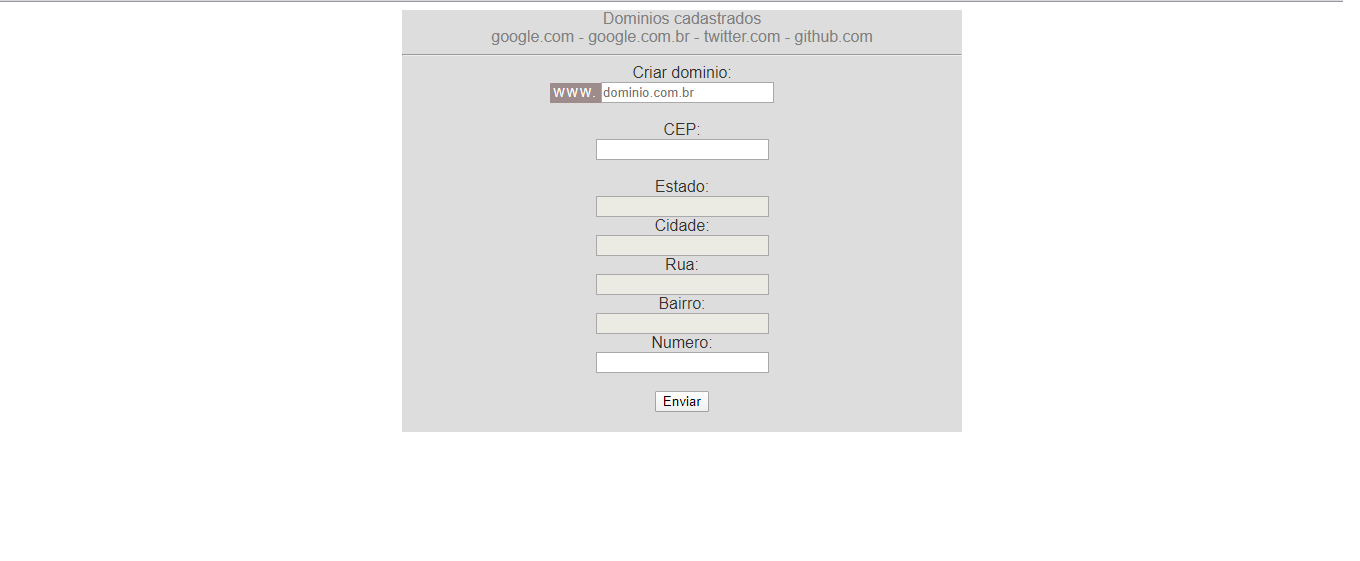 Dominios cadastrados
google.com - google.com.br - twitter.com - github.com
Criar dominio:
www. dominio.com.br
CEP:
Estado:
Cidade:
Rua:
Bairro:
Numero:
Enviar